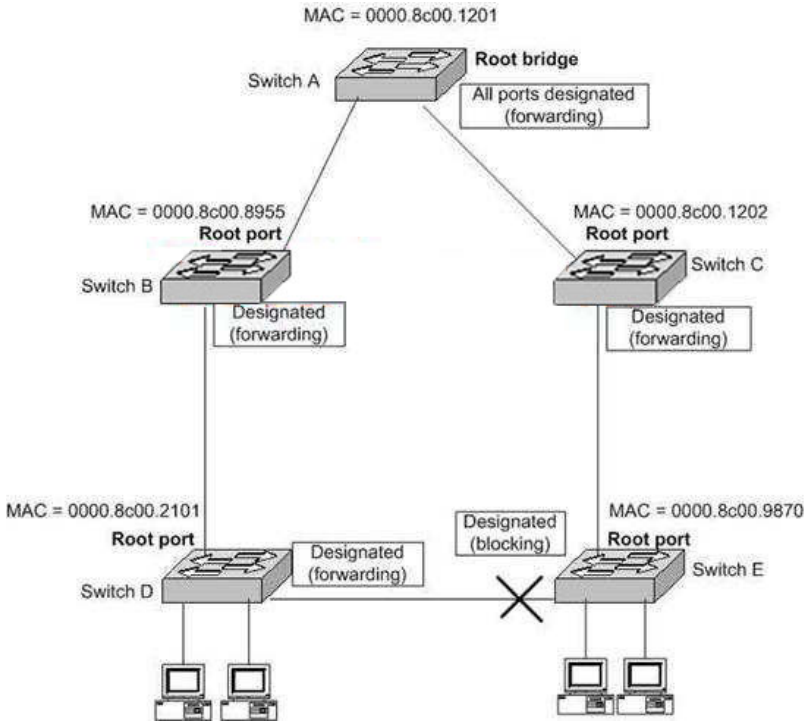 MAC = 0000.8c00.1201
Root bridge
Switch A
All ports designated
(forwarding)
MAC = 0000.8c00.8955
Root port
Switch B
Designated
(forwarding)
MAC = 0000.8c00.1202
Root port
Switch C
Designated
(forwarding)
MAC = 0000.8c00.2101
Root port
Switch D
Designated
(forwarding)
Designated
(blocking)
MAC = 0000.8c00.9870
Root port
Switch E